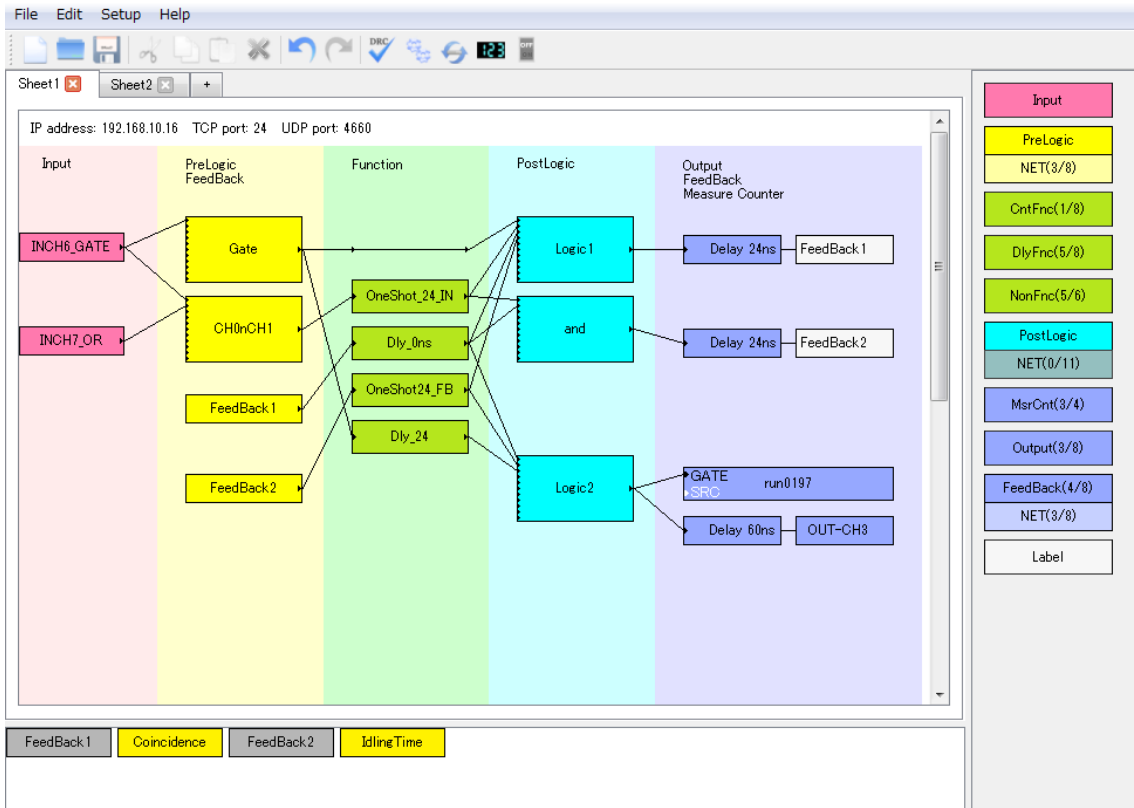 File Edit Setup Help
DRC
123
OFF
Sheet1 Sheet2 +
IP address: 192.168.10.16 TCP port: 24 UDP port: 4660
Input
PreLogic
FeedBack
Function
PostLogic
Output
FeedBack
Measure Counter
INCH6_GATE
INCH7_OR
Gate
CH0nCH1
FeedBack1
FeedBack2
OneShot_24_IN
Dly_0ns
OneShot24_FB
Dly_24
Logic1
and
Logic2
Delay 24ns FeedBack1
Delay 24ns FeedBack2
GATE
SRC
run0197
Delay 60ns OUT-CH3
Input
PreLogic
NET(3/8)
CntFnc(1/8)
DlyFnc(5/8)
NonFnc(5/6)
PostLogic
NET(0/11)
MsrCnt(3/4)
Output(3/8)
FeedBack(4/8)
NET(3/8)
Label
FeedBack1 Coincidence FeedBack2 IdlingTime